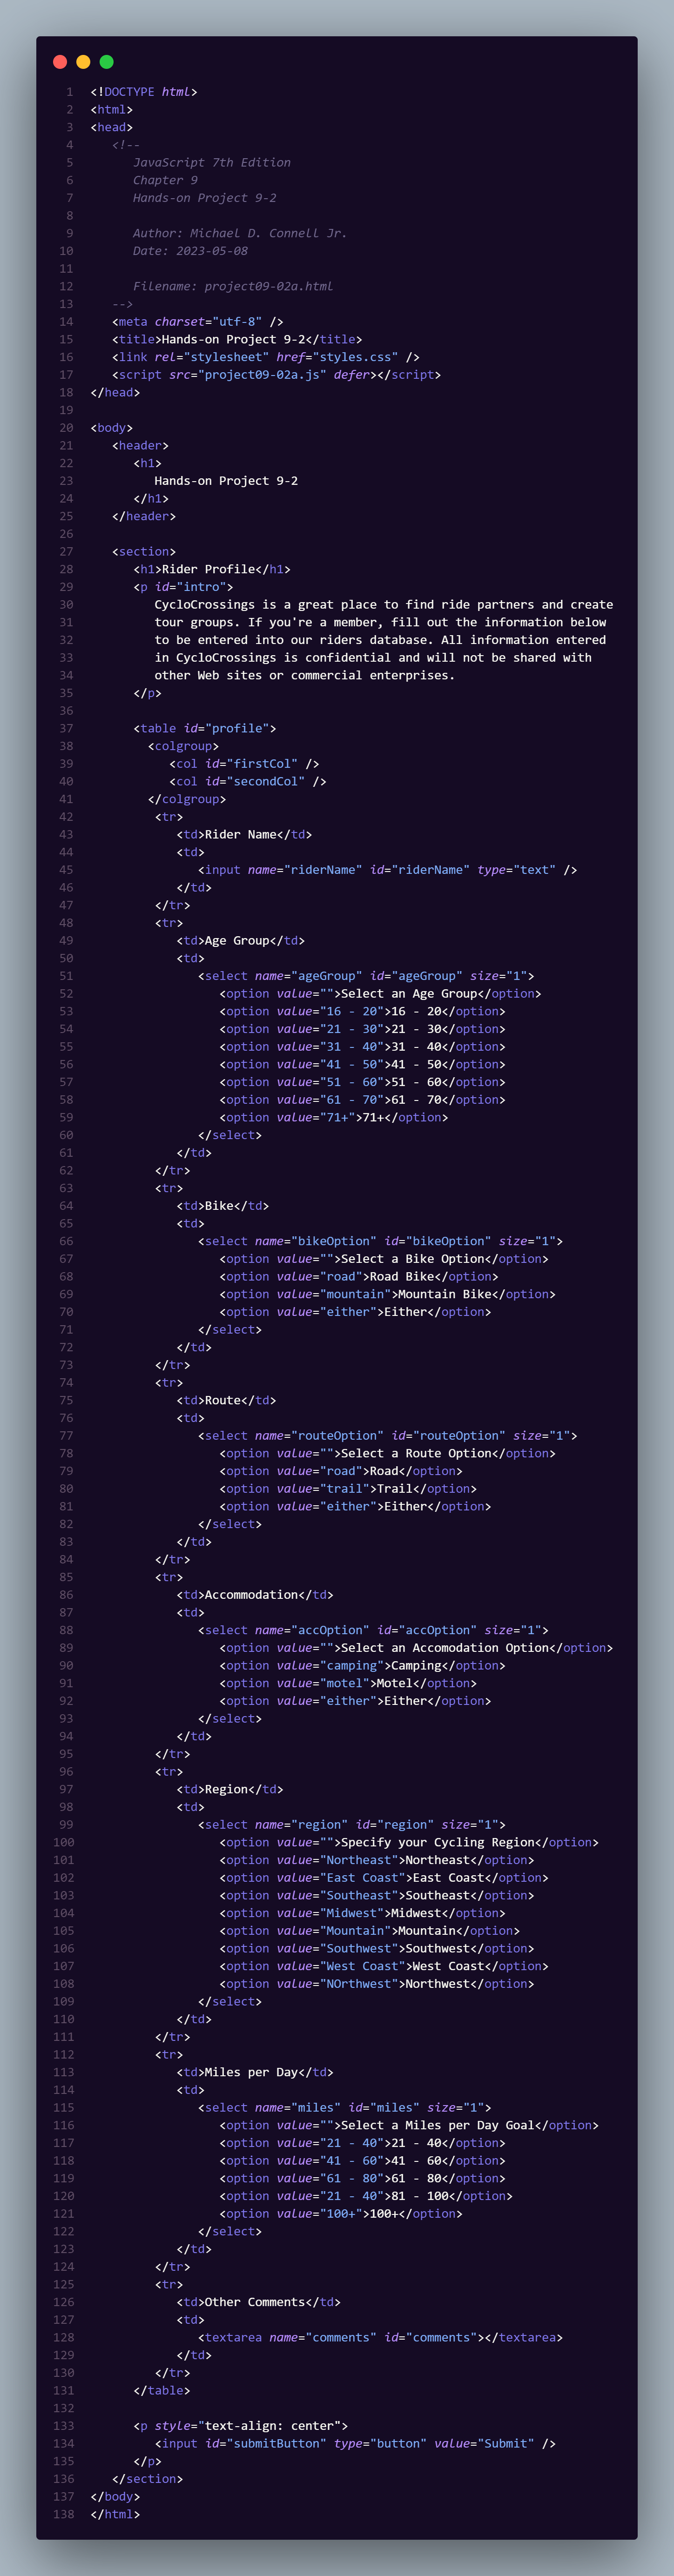 1 <!DOCTYPE html>
2 <html>
3 <head>
4 <!--
5 JavaScript 7th Edition
6 Chapter 9
7 Hands-on Project 9-2
8
9 Author: Michael D. Connell Jr.
10 Date: 2023-05-08
11
12 Filename: project09-02a.html
13 -->
14 <meta charset="utf-8" />
15 <title>Hands-on Project 9-2</title>
16 <link rel="stylesheet" href="styles.css" />
17 <script src="project09-02a.js" defer></script>
18 </head>
19
20 <body>
21 <header>
22 <h1>
23 Hands-on Project 9-2
24 </h1>
25 </header>
26
27 <section>
28 <h1>Rider Profile</h1>
29 <p id="intro">
30 CycloCrossings is a great place to find ride partners and create
31 tour groups. If you're a member, fill out the information below
32 to be entered into our riders database. All information entered
33 in CycloCrossings is confidential and will not be shared with
34 other Web sites or commercial enterprises.
35 </p>
36
37 <table id="profile">
38 <colgroup>
39 <col id="firstCol" />
40 <col id="secondCol" />
41 </colgroup>
42 <tr>
43 <td>Rider Name</td>
44 <td>
45 <input name="riderName" id="riderName" type="text" />
46 </td>
47 </tr>
48 <tr>
49 <td>Age Group</td>
50 <td>
51 <select name="ageGroup" id="ageGroup" size="1">
52 <option value="">Select an Age Group</option>
53 <option value="16 - 20">16 - 20</option>
54 <option value="21 - 30">21 - 30</option>
55 <option value="31 - 40">31 - 40</option>
56 <option value="41 - 50">41 - 50</option>
57 <option value="51 - 60">51 - 60</option>
58 <option value="61 - 70">61 - 70</option>
59 <option value="71+">71+</option>
60 </select>
61 </td>
62 </tr>
63 <tr>
64 <td>Bike</td>
65 <td>
66 <select name="bikeOption" id="bikeOption" size="1">
67 <option value="">Select a Bike Option</option>
68 <option value="road">Road Bike</option>
69 <option value="mountain">Mountain Bike</option>
70 <option value="either">Either</option>
71 </select>
72 </td>
73 </tr>
74 <tr>
75 <td>Route</td>
76 <td>
77 <select name="routeOption" id="routeOption" size="1">
78 <option value="">Select a Route Option</option>
79 <option value="road">Road</option>
80 <option value="trail">Trail</option>
81 <option value="either">Either</option>
82 </select>
83 </td>
84 </tr>
85 <tr>
86 <td>Accommodation</td>
87 <td>
88 <select name="accOption" id="accOption" size="1">
89 <option value="">Select an Accomodation Option</option>
90 <option value="camping">Camping</option>
91 <option value="motel">Motel</option>
92 <option value="either">Either</option>
93 </select>
94 </td>
95 </tr>
96 <tr>
97 <td>Region</td>
98 <td>
99 <select name="region" id="region" size="1">
100 <option value="">Specify your Cycling Region</option>
101 <option value="Northeast">Northeast</option>
102 <option value="East Coast">East Coast</option>
103 <option value="Southeast">Southeast</option>
104 <option value="Midwest">Midwest</option>
105 <option value="Mountain">Mountain</option>
106 <option value="Southwest">Southwest</option>
107 <option value="West Coast">West Coast</option>
108 <option value="NOrthwest">Northwest</option>
109 </select>
110 </td>
111 </tr>
112 <tr>
113 <td>Miles per Day</td>
114 <td>
115 <select name="miles" id="miles" size="1">
116 <option value="">Select a Miles per Day Goal</option>
117 <option value="21 - 40">21 - 40</option>
118 <option value="41 - 60">41 - 60</option>
119 <option value="61 - 80">61 - 80</option>
120 <option value="21 - 40">81 - 100</option>
121 <option value="100+">100+</option>
122 </select>
123 </td>
124 </tr>
125 <tr>
126 <td>Other Comments</td>
127 <td>
128 <textarea name="comments" id="comments"></textarea>
129 </td>
130 </tr>
131 </table>
132
133 <p style="text-align: center">
134 <input id="submitButton" type="button" value="Submit" />
135 </p>
136 </section>
137 </body>
138 </html>